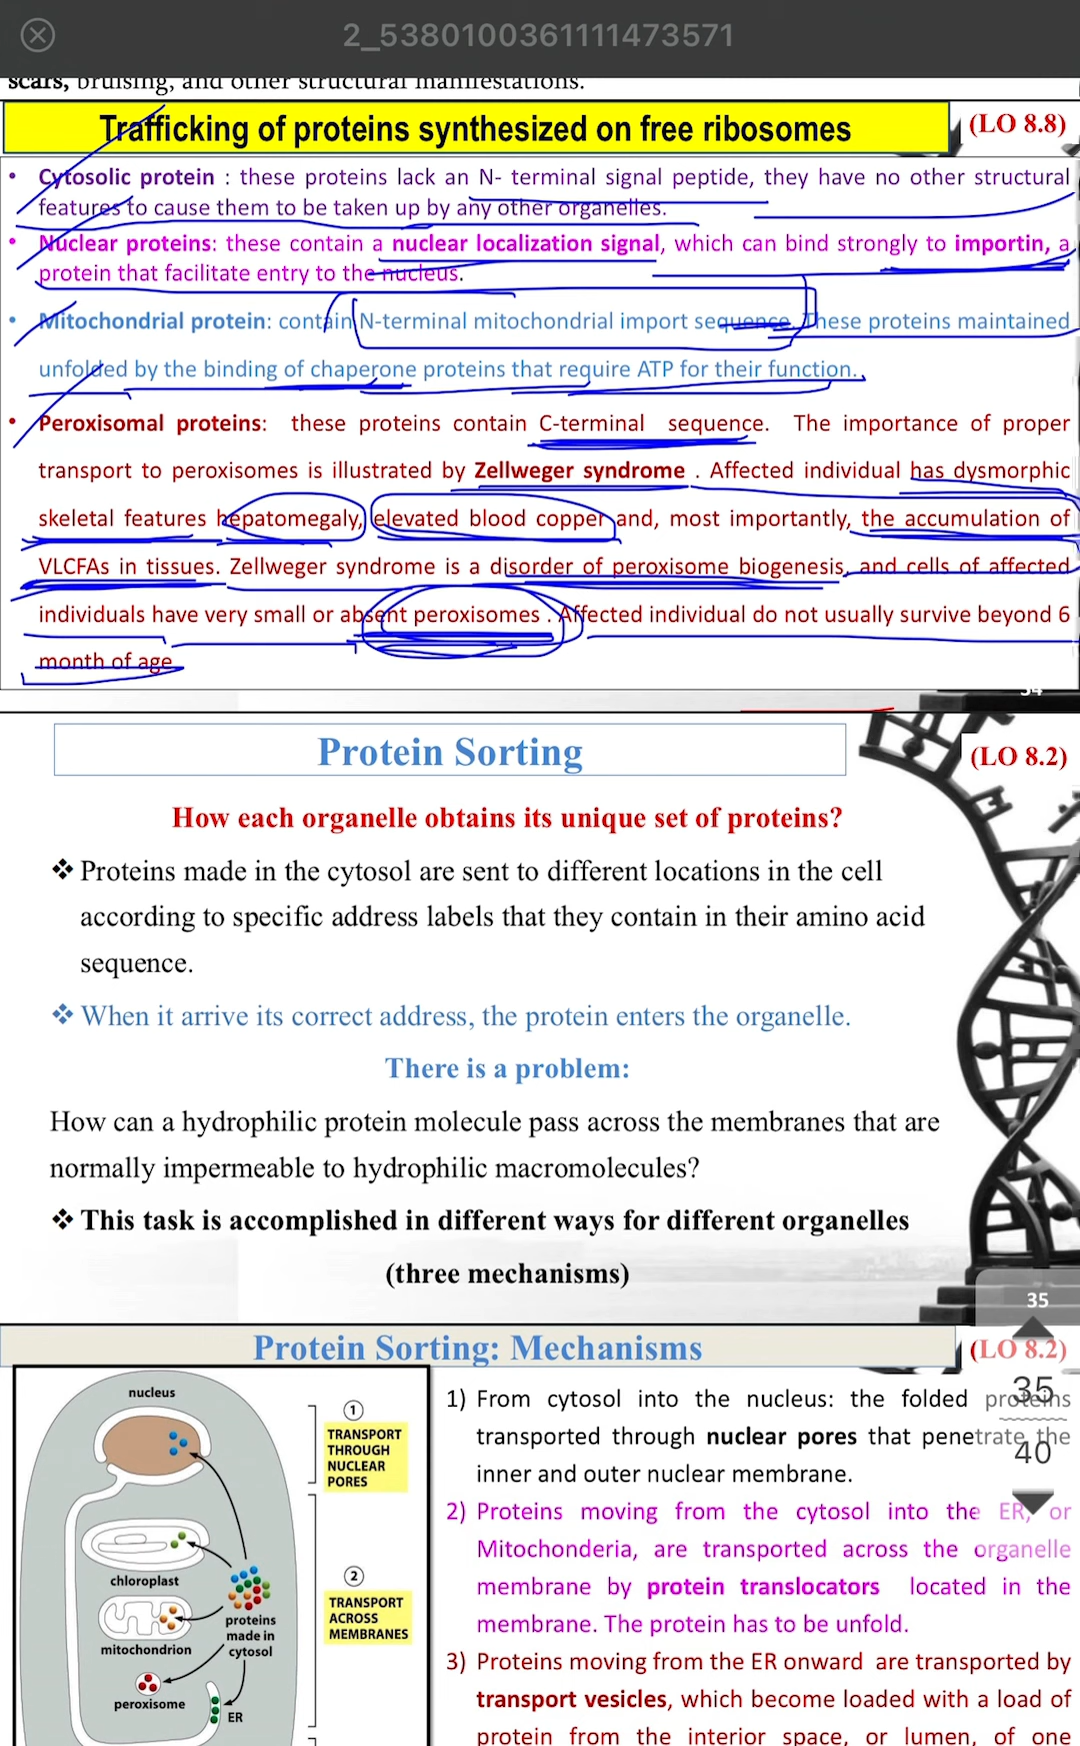 2_5380100361111473571
scars, bruising, and other structural manifestations.
Trafficking of proteins synthesized on free ribosomes
(LO 8.8)
• Cytosolic protein : these proteins lack an N- terminal signal peptide, they have no other structural
features to cause them to be taken up by any other organelles.
• Nuclear proteins: these contain a nuclear localization signal, which can bind strongly to importin, a
protein that facilitate entry to the nucleus.
• Mitochondrial protein: contain N-terminal mitochondrial import sequence. These proteins maintained
unfolded by the binding of chaperone proteins that require ATP for their function.
• Peroxisomal proteins: these proteins contain C-terminal sequence. The importance of proper
transport to peroxisomes is illustrated by Zellweger syndrome . Affected individual has dysmorphic
skeletal features hepatomegaly, elevated blood copper and, most importantly, the accumulation of
VLCFAs in tissues. Zellweger syndrome is a disorder of peroxisome biogenesis, and cells of affected
individuals have very small or absent peroxisomes . Affected individual do not usually survive beyond 6
month of age
34
Protein Sorting
(LO 8.2)
How each organelle obtains its unique set of proteins?
❖ Proteins made in the cytosol are sent to different locations in the cell
according to specific address labels that they contain in their amino acid
sequence.
❖ When it arrive its correct address, the protein enters the organelle.
There is a problem:
How can a hydrophilic protein molecule pass across the membranes that are
normally impermeable to hydrophilic macromolecules?
❖ This task is accomplished in different ways for different organelles
(three mechanisms)
35
Protein Sorting: Mechanisms
(LO 8.2)
nucleus
1
TRANSPORT
THROUGH
NUCLEAR
PORES
chloroplast
2
TRANSPORT
ACROSS
MEMBRANES
proteins
made in
cytosol
mitochondrion
peroxisome
ER
1) From cytosol into the nucleus: the folded proteins
transported through nuclear pores that penetrate the
inner and outer nuclear membrane.
2) Proteins moving from the cytosol into the ER, or
Mitochonderia, are transported across the organelle
membrane by protein translocators located in the
membrane. The protein has to be unfold.
3) Proteins moving from the ER onward are transported by
transport vesicles, which become loaded with a load of
protein from the interior space, or lumen, of one
35
40